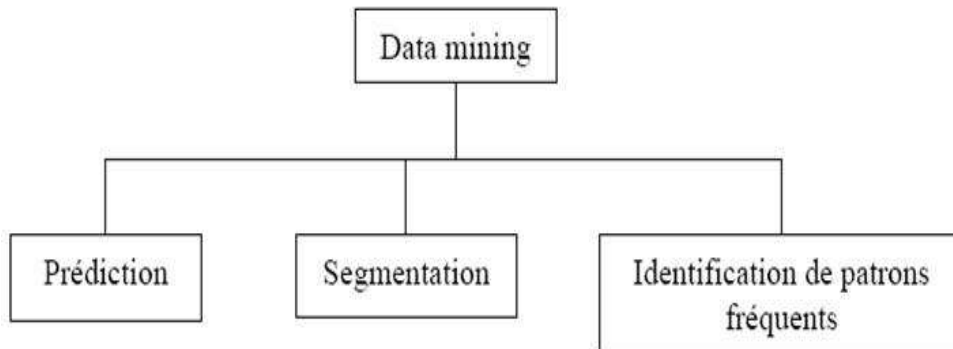 Data mining
Prédiction
Segmentation
Identification de patrons
fréquents